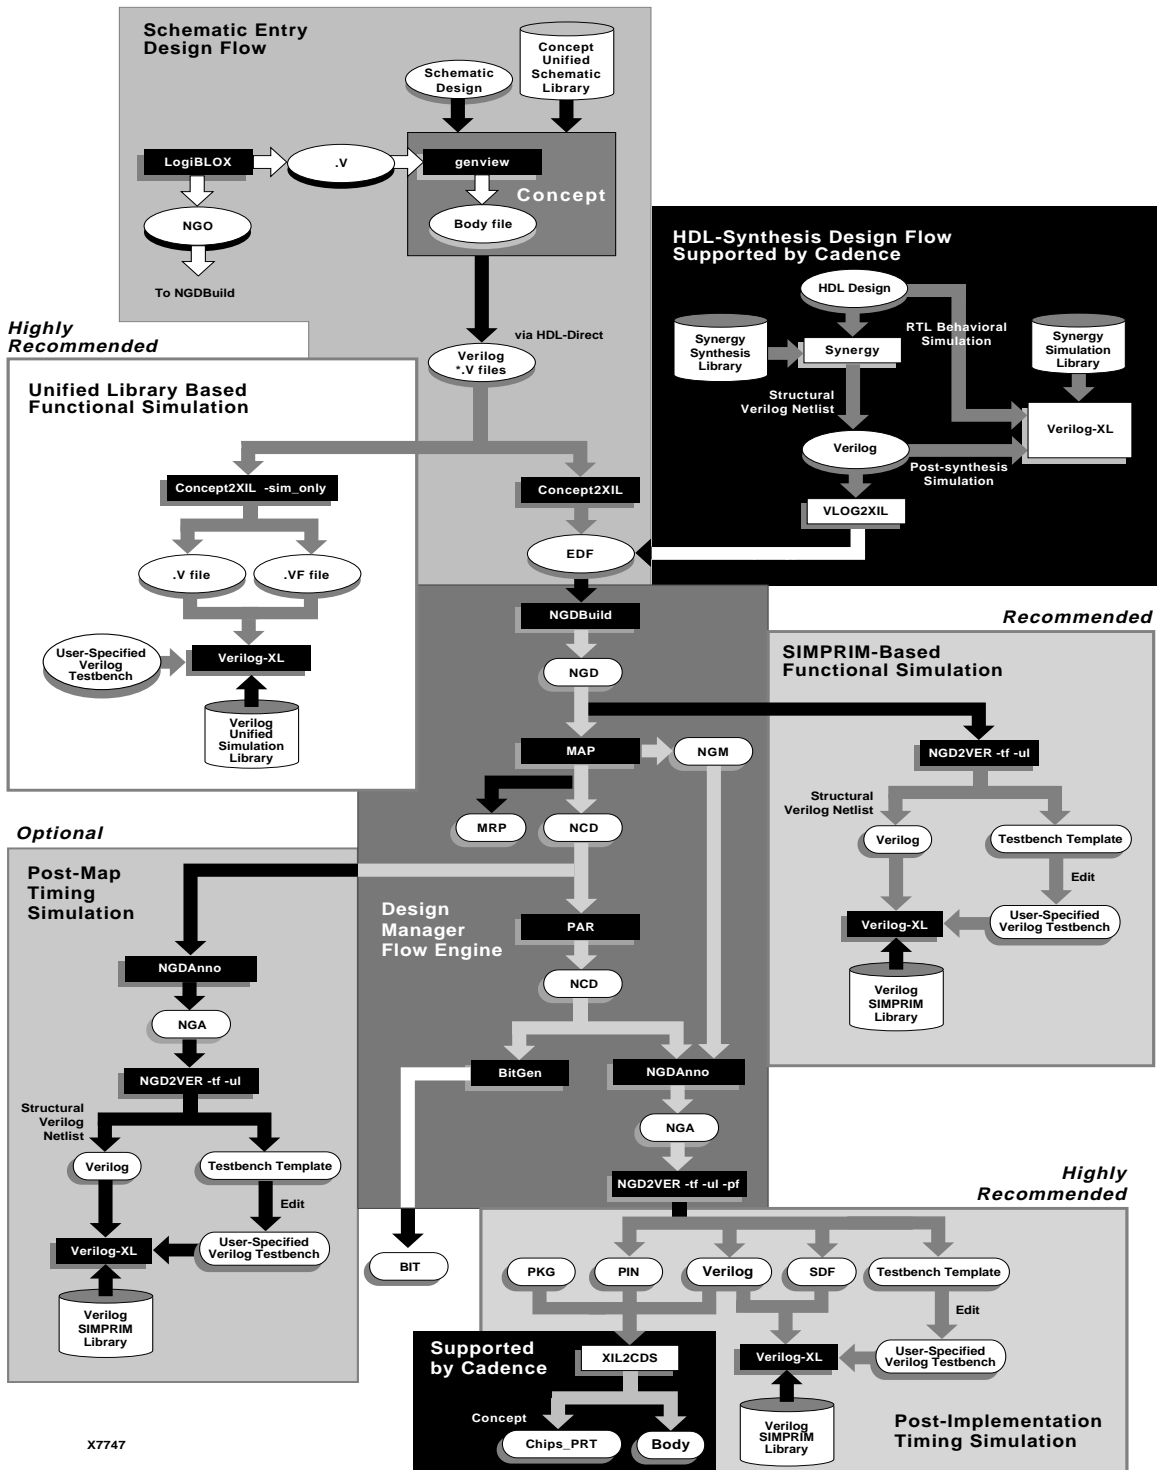 Schematic Entry
Design Flow
Concept
Unified
Schematic
Library
Schematic
Design
LogiBLOX
.V
genview
Concept
NGO
Body file
To NGDBuild
via HDL-Direct
Verilog
*.V files
HDL-Synthesis Design Flow
Supported by Cadence
HDL Design
RTL Behavioral
Simulation
Synergy
Synthesis
Library
Synergy
Synergy
Simulation
Library
Structural
Verilog Netlist
Verilog-XL
Verilog
Post-synthesis
Simulation
VLOG2XIL
Highly
Recommended
Unified Library Based
Functional Simulation
Concept2XIL -sim_only
Concept2XIL
.V file
.VF file
EDF
User-Specified
Verilog
Testbench
Verilog-XL
Verilog
Unified
Simulation
Library
NGDBuild
NGD
MAP
NGM
MRP
NCD
Design
Manager
Flow Engine
PAR
NCD
BitGen
NGDAnno
NGA
NGD2VER -tf -ul -pf
BIT
Recommended
SIMPRIM-Based
Functional Simulation
NGD2VER -tf -ul
Structural
Verilog Netlist
Verilog
Testbench Template
Edit
Verilog-XL
User-Specified
Verilog Testbench
Verilog
SIMPRIM
Library
Optional
Post-Map
Timing
Simulation
NGDAnno
NGA
NGD2VER -tf -ul
Structural
Verilog
Netlist
Verilog
Testbench Template
Edit
Verilog-XL
User-Specified
Verilog Testbench
Verilog
SIMPRIM
Library
Highly
Recommended
PKG
PIN
Verilog
SDF
Testbench Template
Edit
Supported
by Cadence
XIL2CDS
Verilog-XL
User-Specified
Verilog Testbench
Concept
Chips_PRT
Body
Verilog
SIMPRIM
Library
Post-Implementation
Timing Simulation
X7747